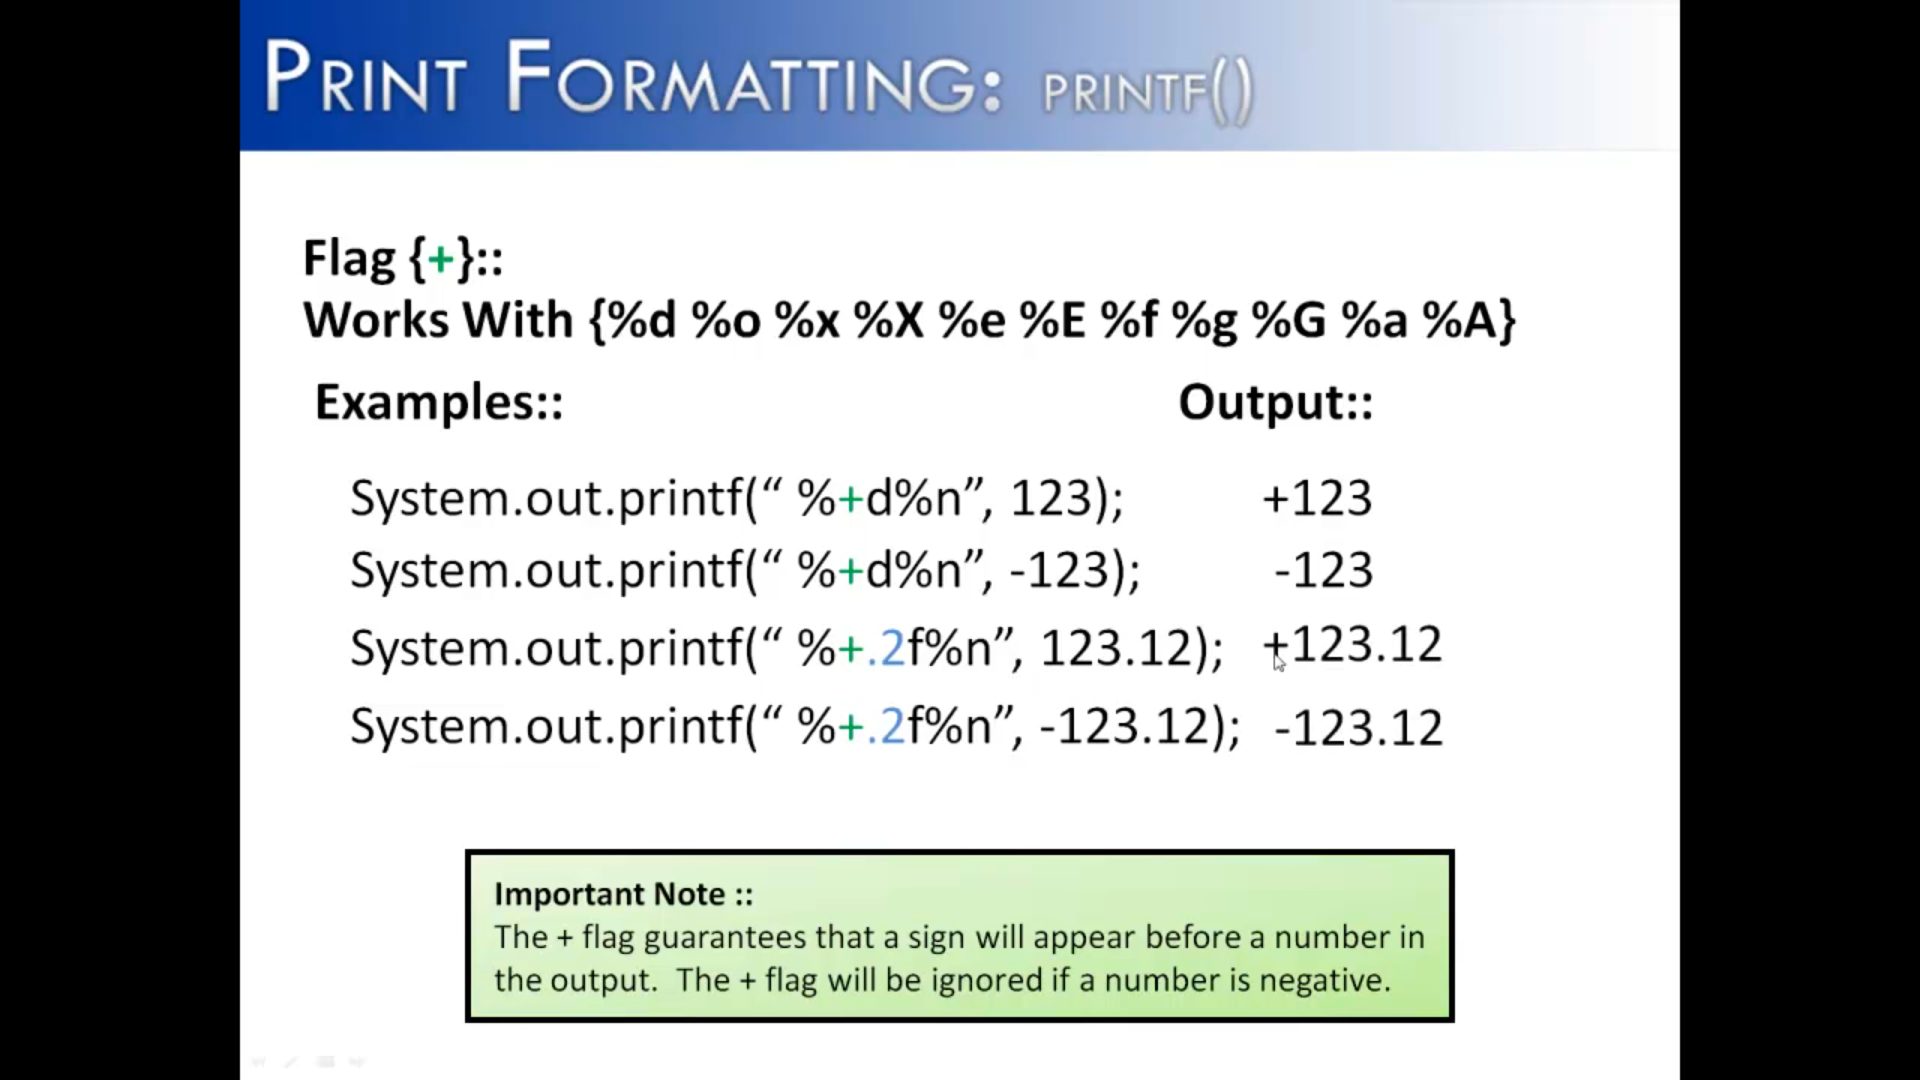 PRINT FORMATTING: PRINTF()
Flag {+}::
Works With {%d %o %x %X %e %E %f %g %G %a %A}
Examples:: Output::
System.out.printf(“ %+d%n”, 123); +123
System.out.printf(“ %+d%n”, -123); -123
System.out.printf(“ %+.2f%n”, 123.12); +123.12
System.out.printf(“ %+.2f%n”, -123.12); -123.12
Important Note ::
The + flag guarantees that a sign will appear before a number in
the output.  The + flag will be ignored if a number is negative.